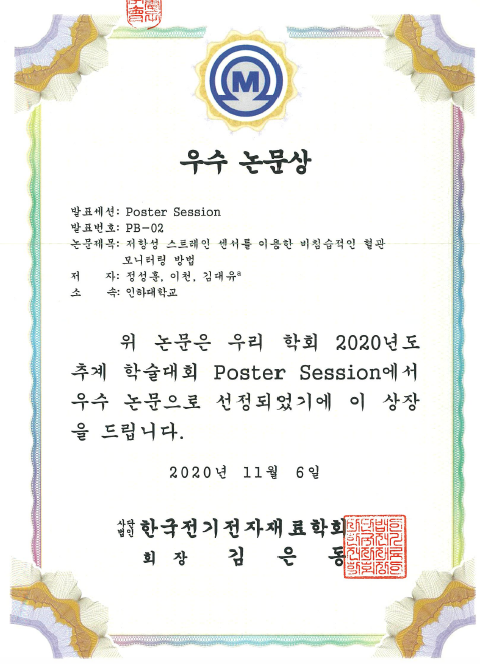 M
우수 논문상
발표세션: Poster Session
발표번호: PB-02
논문제목: 저항성 스트레인 센서를 이용한 비침습적인 혈관
모니터링 방법
저 자: 정성훈, 이천, 김대유ᵃ
소 속: 인하대학교
위 논문은 우리 학회 2020년도
추계 학술대회 Poster Session에서
우수 논문으로 선정되었기에 이 상장
을 드립니다.
2020년 11월 6일
사단법인 한국전기전자재료학회
회 장 김 은 동